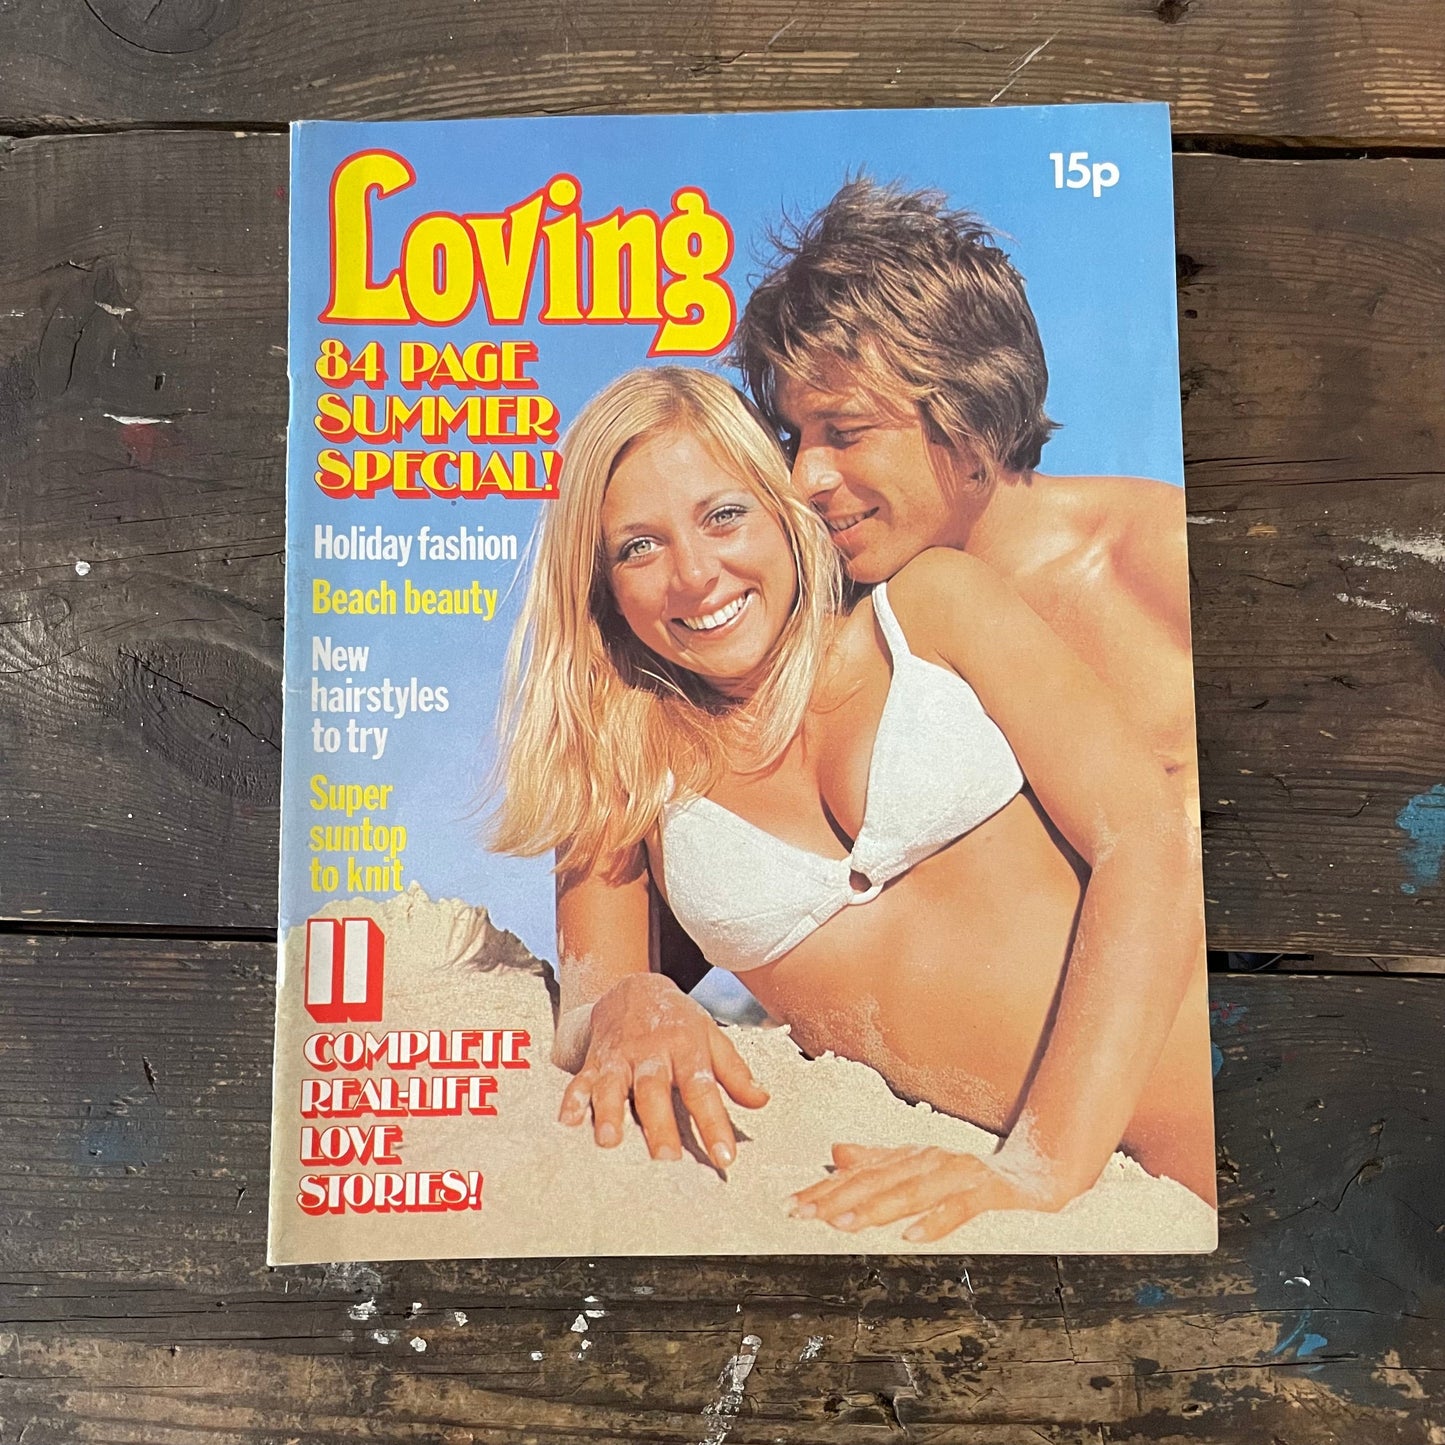 Loving
15p
84 PAGE
SUMMER
SPECIAL!
Holiday fashion
Beach beauty
New
hairstyles
to try
Super
suntop
to knit
11
COMPLETE
REAL-LIFE
LOVE
STORIES!